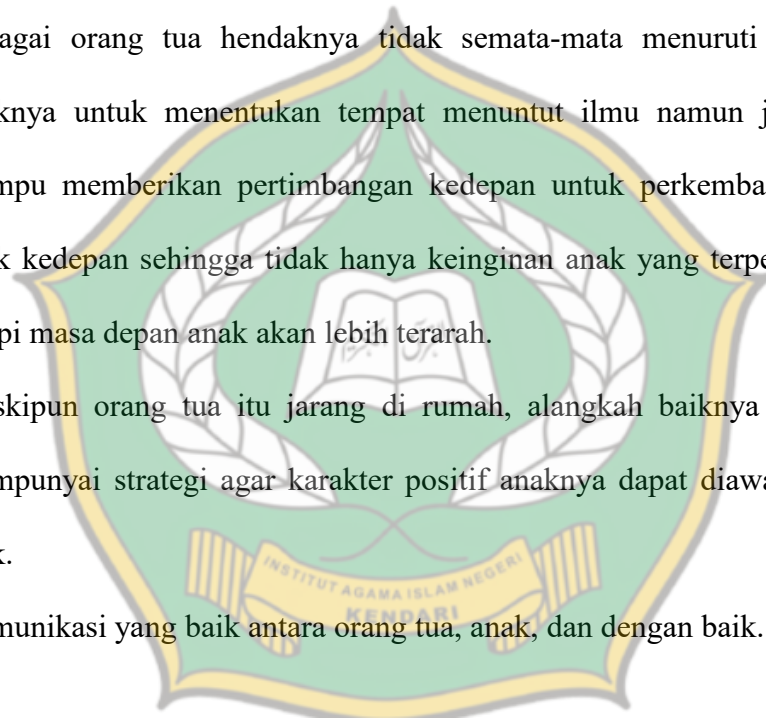 agai orang tua hendaknya tidak semata-mata menuruti
knya untuk menentukan tempat menuntut ilmu namun j
mpu memberikan pertimbangan kedepan untuk perkemba
k kedepan sehingga tidak hanya keinginan anak yang terpe
pi masa depan anak akan lebih terarah.
skipun orang tua itu jarang di rumah, alangkah baiknya
mpunyai strategi agar karakter positif anaknya dapat diawa
k.
INSTITUT AGAMA ISLAM NEGERI
KENDARI
munikasi yang baik antara orang tua, anak, dan dengan baik.